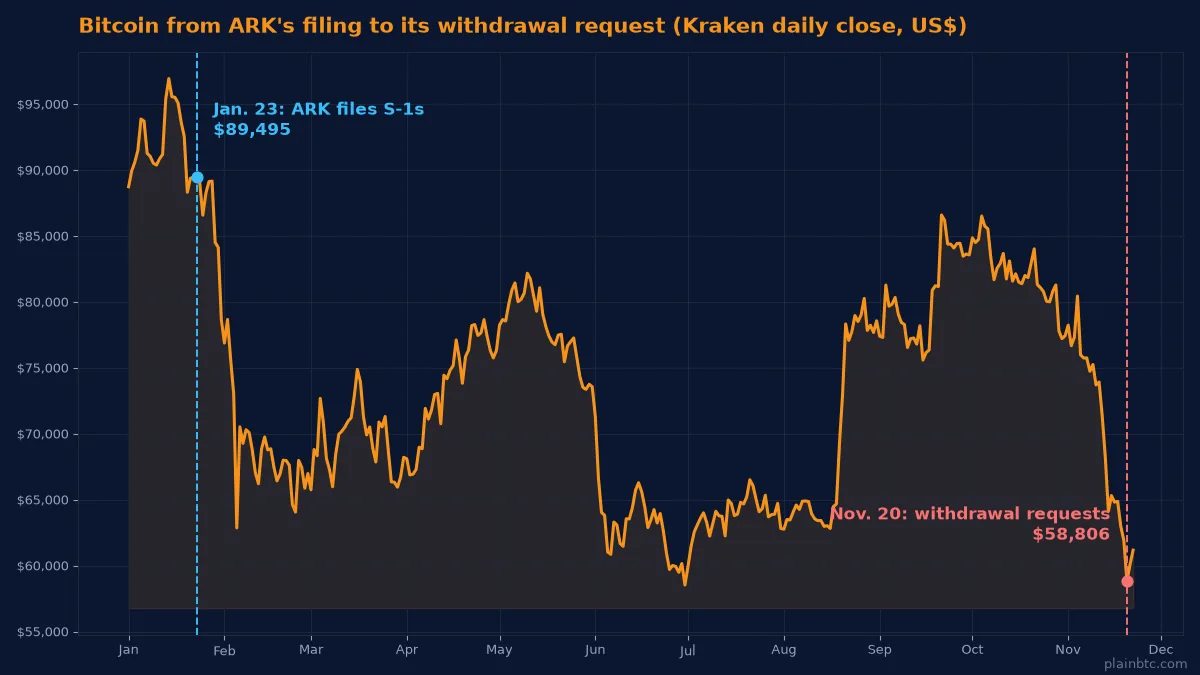 Bitcoin from ARK's filing to its withdrawal request (Kraken daily close, US$)
$95,000
$90,000
$85,000
$80,000
$75,000
$70,000
$65,000
$60,000
$55,000
Jan. 23: ARK files S-1s
$89,495
Nov. 20: withdrawal requests
$58,806
Jan Feb Mar Apr May Jun Jul Aug Sep Oct Nov Dec
plainbtc.com